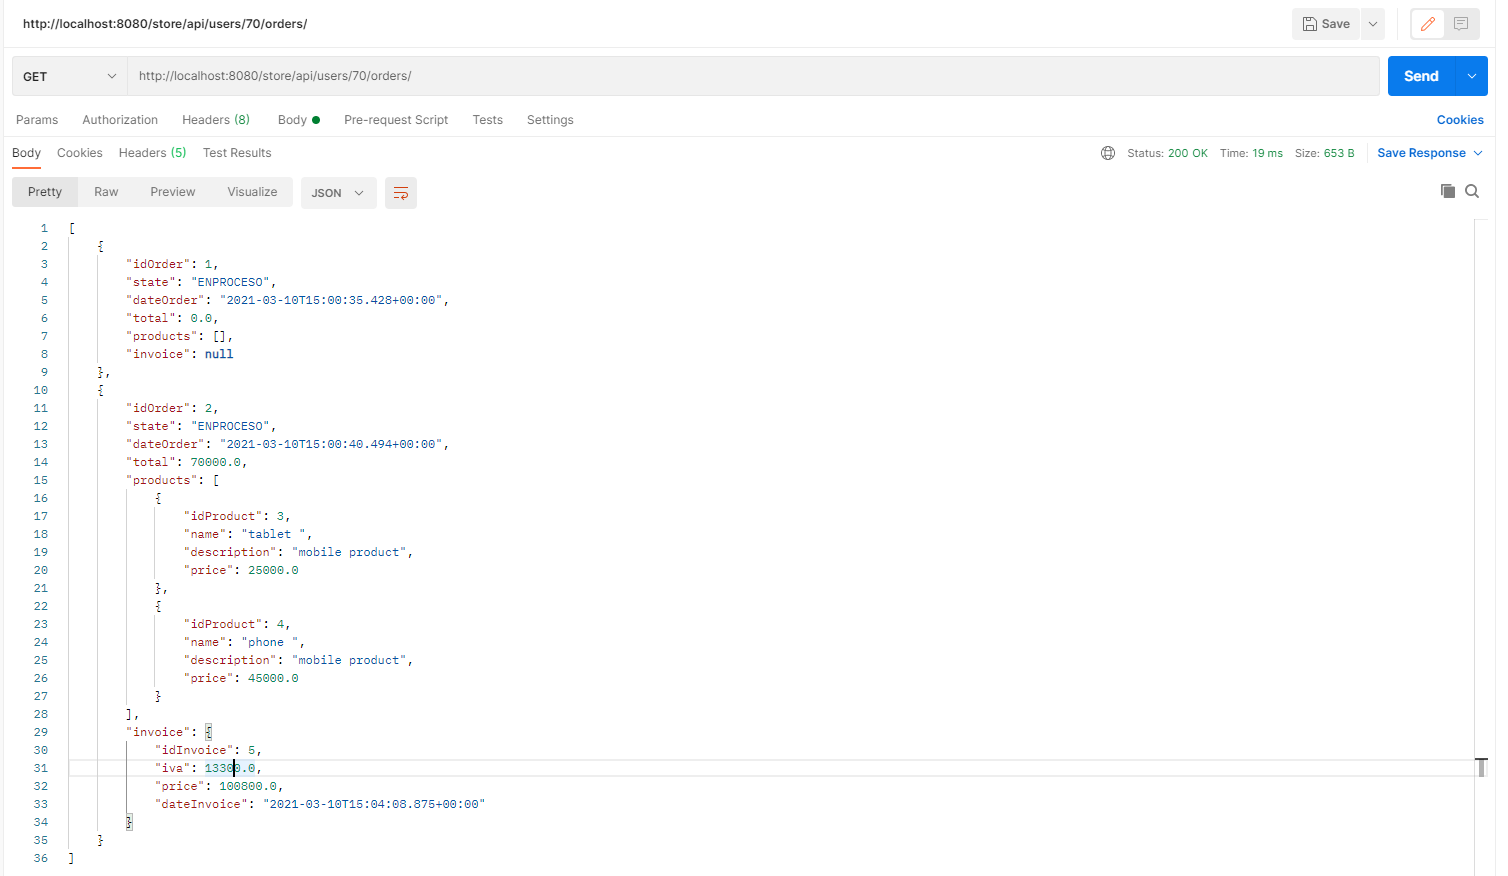 http://localhost:8080/store/api/users/70/orders/
Save
GET http://localhost:8080/store/api/users/70/orders/ Send
Params Authorization Headers (8) Body Pre-request Script Tests Settings Cookies
Body Cookies Headers (5) Test Results Status: 200 OK Time: 19 ms Size: 653 B Save Response
Pretty Raw Preview Visualize JSON
1 [
2 {
3 "idOrder": 1,
4 "state": "ENPROCESO",
5 "dateOrder": "2021-03-10T15:00:35.428+00:00",
6 "total": 0.0,
7 "products": [],
8 "invoice": null
9 },
10 {
11 "idOrder": 2,
12 "state": "ENPROCESO",
13 "dateOrder": "2021-03-10T15:00:40.494+00:00",
14 "total": 70000.0,
15 "products": [
16 {
17 "idProduct": 3,
18 "name": "tablet ",
19 "description": "mobile product",
20 "price": 25000.0
21 },
22 {
23 "idProduct": 4,
24 "name": "phone ",
25 "description": "mobile product",
26 "price": 45000.0
27 }
28 ],
29 "invoice": {
30 "idInvoice": 5,
31 "iva": 13300.0,
32 "price": 100800.0,
33 "dateInvoice": "2021-03-10T15:04:08.875+00:00"
34 }
35 }
36 ]